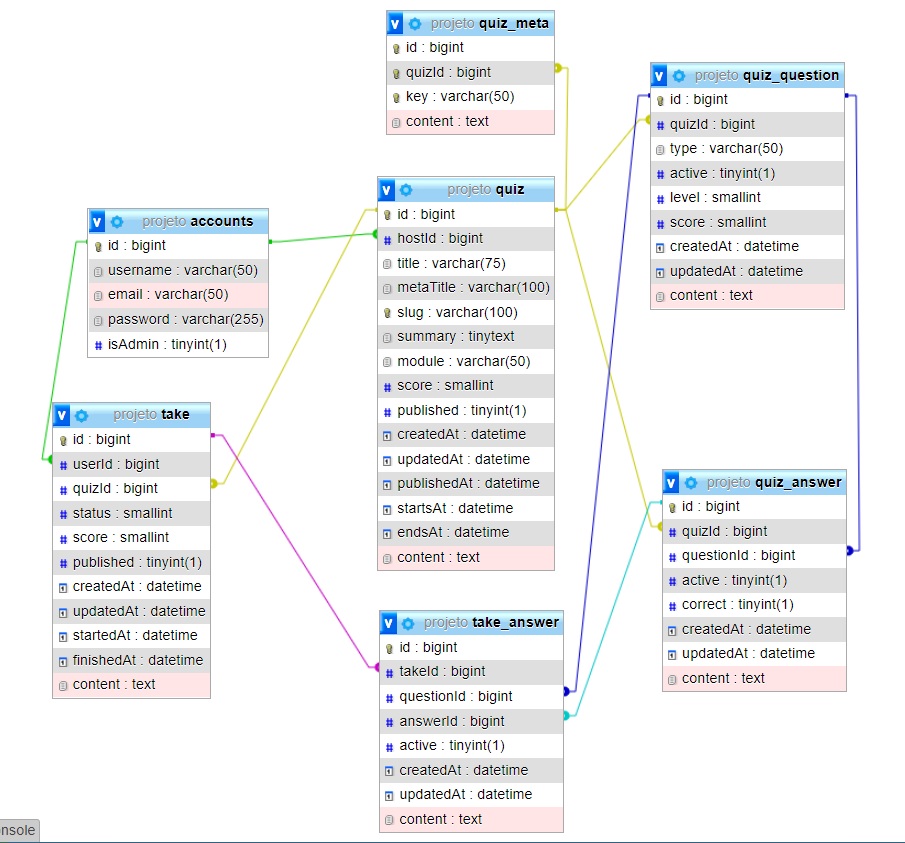 projeto quiz_meta
id : bigint
quizId : bigint
key : varchar(50)
content : text
projeto quiz_question
id : bigint
quizId : bigint
type : varchar(50)
active : tinyint(1)
level : smallint
score : smallint
createdAt : datetime
updatedAt : datetime
content : text
projeto quiz
id : bigint
hostId : bigint
title : varchar(75)
metaTitle : varchar(100)
slug : varchar(100)
summary : tinytext
module : varchar(50)
score : smallint
published : tinyint(1)
createdAt : datetime
updatedAt : datetime
publishedAt : datetime
startsAt : datetime
endsAt : datetime
content : text
projeto accounts
id : bigint
username : varchar(50)
email : varchar(50)
password : varchar(255)
isAdmin : tinyint(1)
projeto take
id : bigint
userId : bigint
quizId : bigint
status : smallint
score : smallint
published : tinyint(1)
createdAt : datetime
updatedAt : datetime
startedAt : datetime
finishedAt : datetime
content : text
projeto quiz_answer
id : bigint
quizId : bigint
questionId : bigint
active : tinyint(1)
correct : tinyint(1)
createdAt : datetime
updatedAt : datetime
content : text
projeto take_answer
id : bigint
takeId : bigint
questionId : bigint
answerId : bigint
active : tinyint(1)
createdAt : datetime
updatedAt : datetime
content : text
nsole